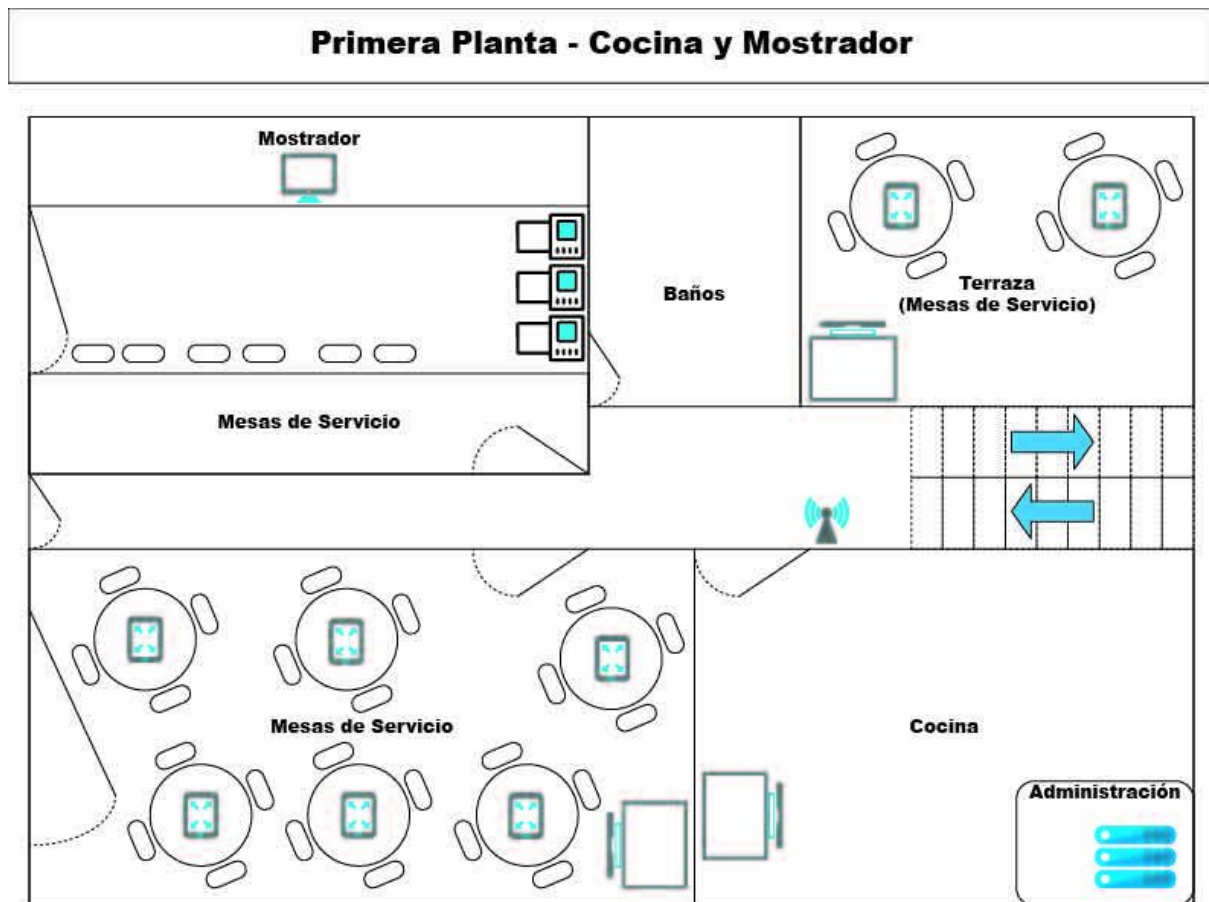 Primera Planta - Cocina y Mostrador
Mostrador
Baños
Terraza
(Mesas de Servicio)
Mesas de Servicio
Mesas de Servicio
Cocina
Administración